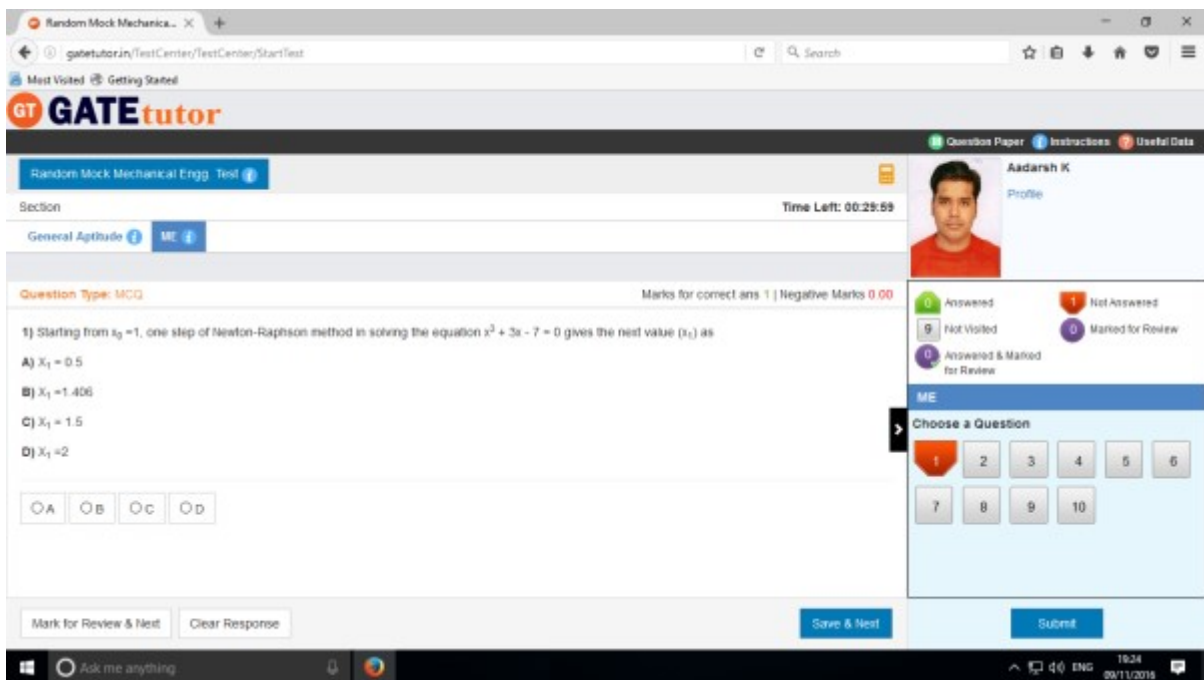 Random Mock Mechanica...
gatetutor.in/TestCenter/TestCenter/StartTest
Search
Most Visited Getting Started
GT GATEtutor
Question Paper Instructions Useful Data
Random Mock Mechanical Engg. Test
Aadarsh K
Profile
Section
Time Left: 00:29:59
General Aptitude ME
Question Type: MCQ
Marks for correct ans 1 | Negative Marks 0.00
1) Starting from x₀ =1, one step of Newton-Raphson method in solving the equation x³ + 3x - 7 = 0 gives the next value (x₁) as
A) X₁ = 0.5
B) X₁ =1.406
C) X₁ = 1.5
D) X₁ =2
A B C D
Mark for Review & Next Clear Response Save & Next
0 Answered 1 Not Answered
9 Not Visited 0 Marked for Review
0 Answered & Marked
for Review
ME
Choose a Question
1 2 3 4 5 6
7 8 9 10
Submit
Ask me anything
ENG
19:24
09/11/2016